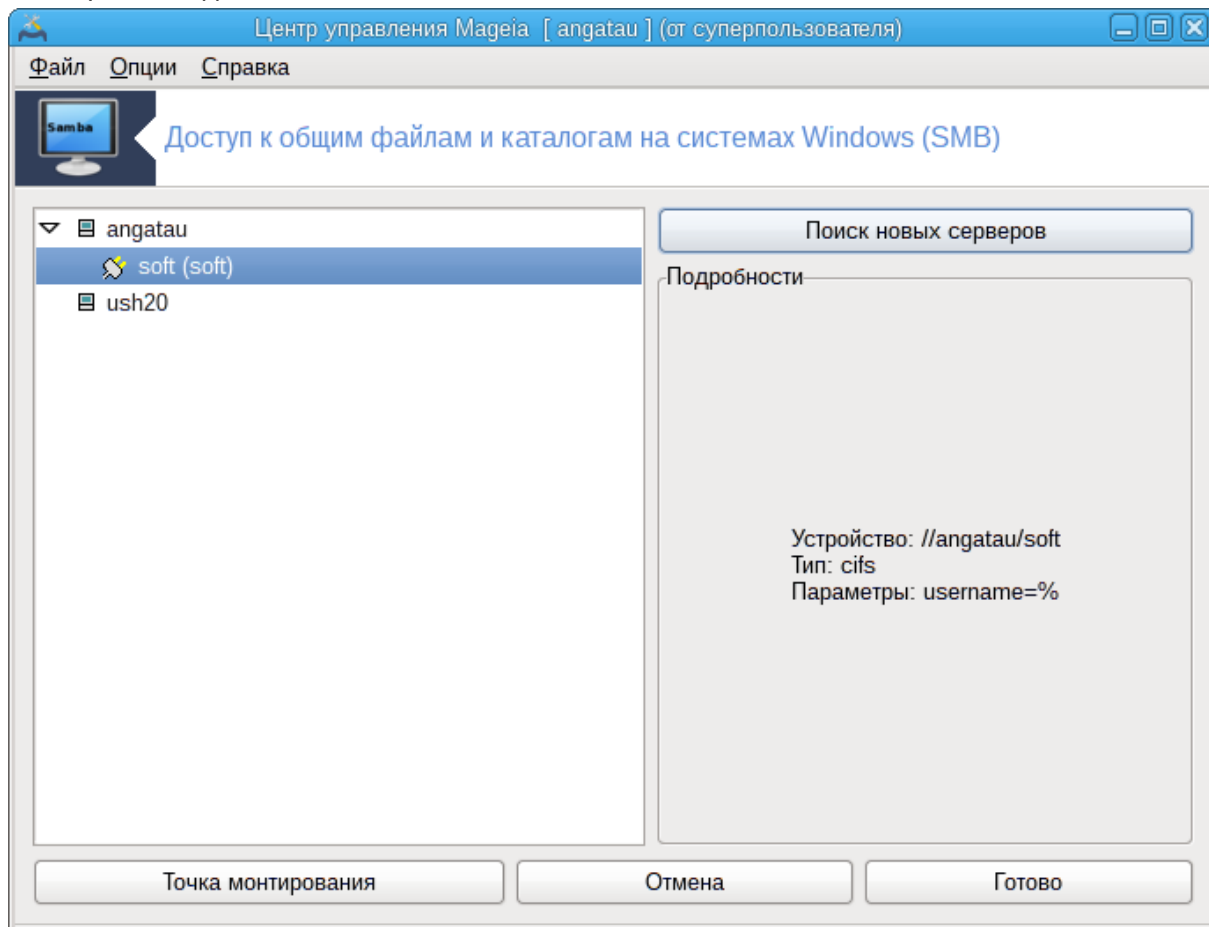 Центр управления Mageia [ angatau ] (от суперпользователя)
Файл Опции Справка
Samba
Доступ к общим файлам и каталогам на системах Windows (SMB)
angatau
soft (soft)
ush20
Поиск новых серверов
Подробности
Устройство: //angatau/soft
Тип: cifs
Параметры: username=%
Точка монтирования
Отмена
Готово